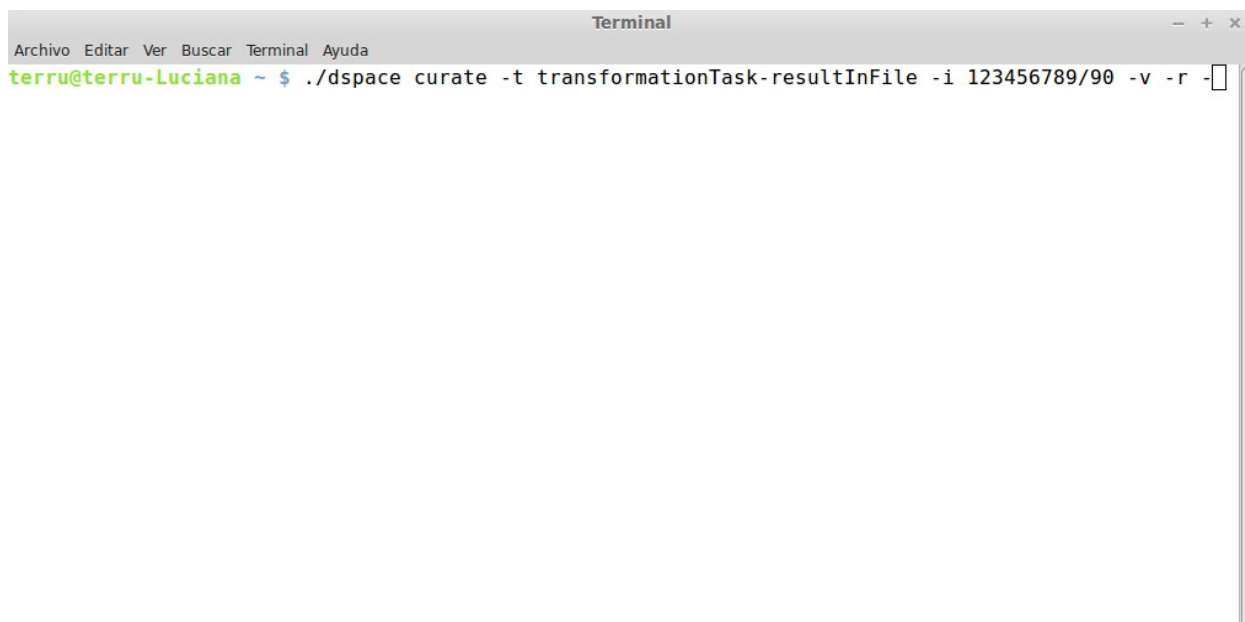 Terminal
Archivo Editar Ver Buscar Terminal Ayuda
terru@terru-Luciana ~ $ ./dspace curate -t transformationTask-resultInFile -i 123456789/90 -v -r -